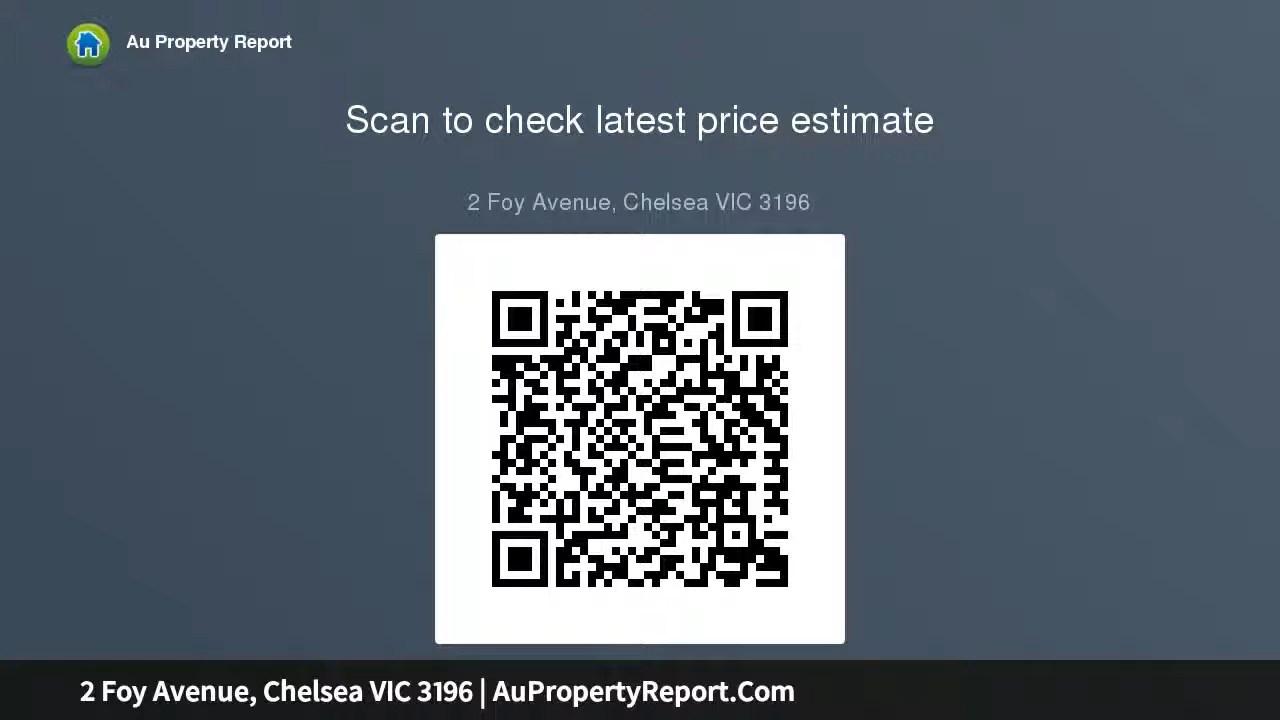 Au Property Report
Scan to check latest price estimate
2 Foy Avenue, Chelsea VIC 3196
2 Foy Avenue, Chelsea VIC 3196 | AuPropertyReport.Com